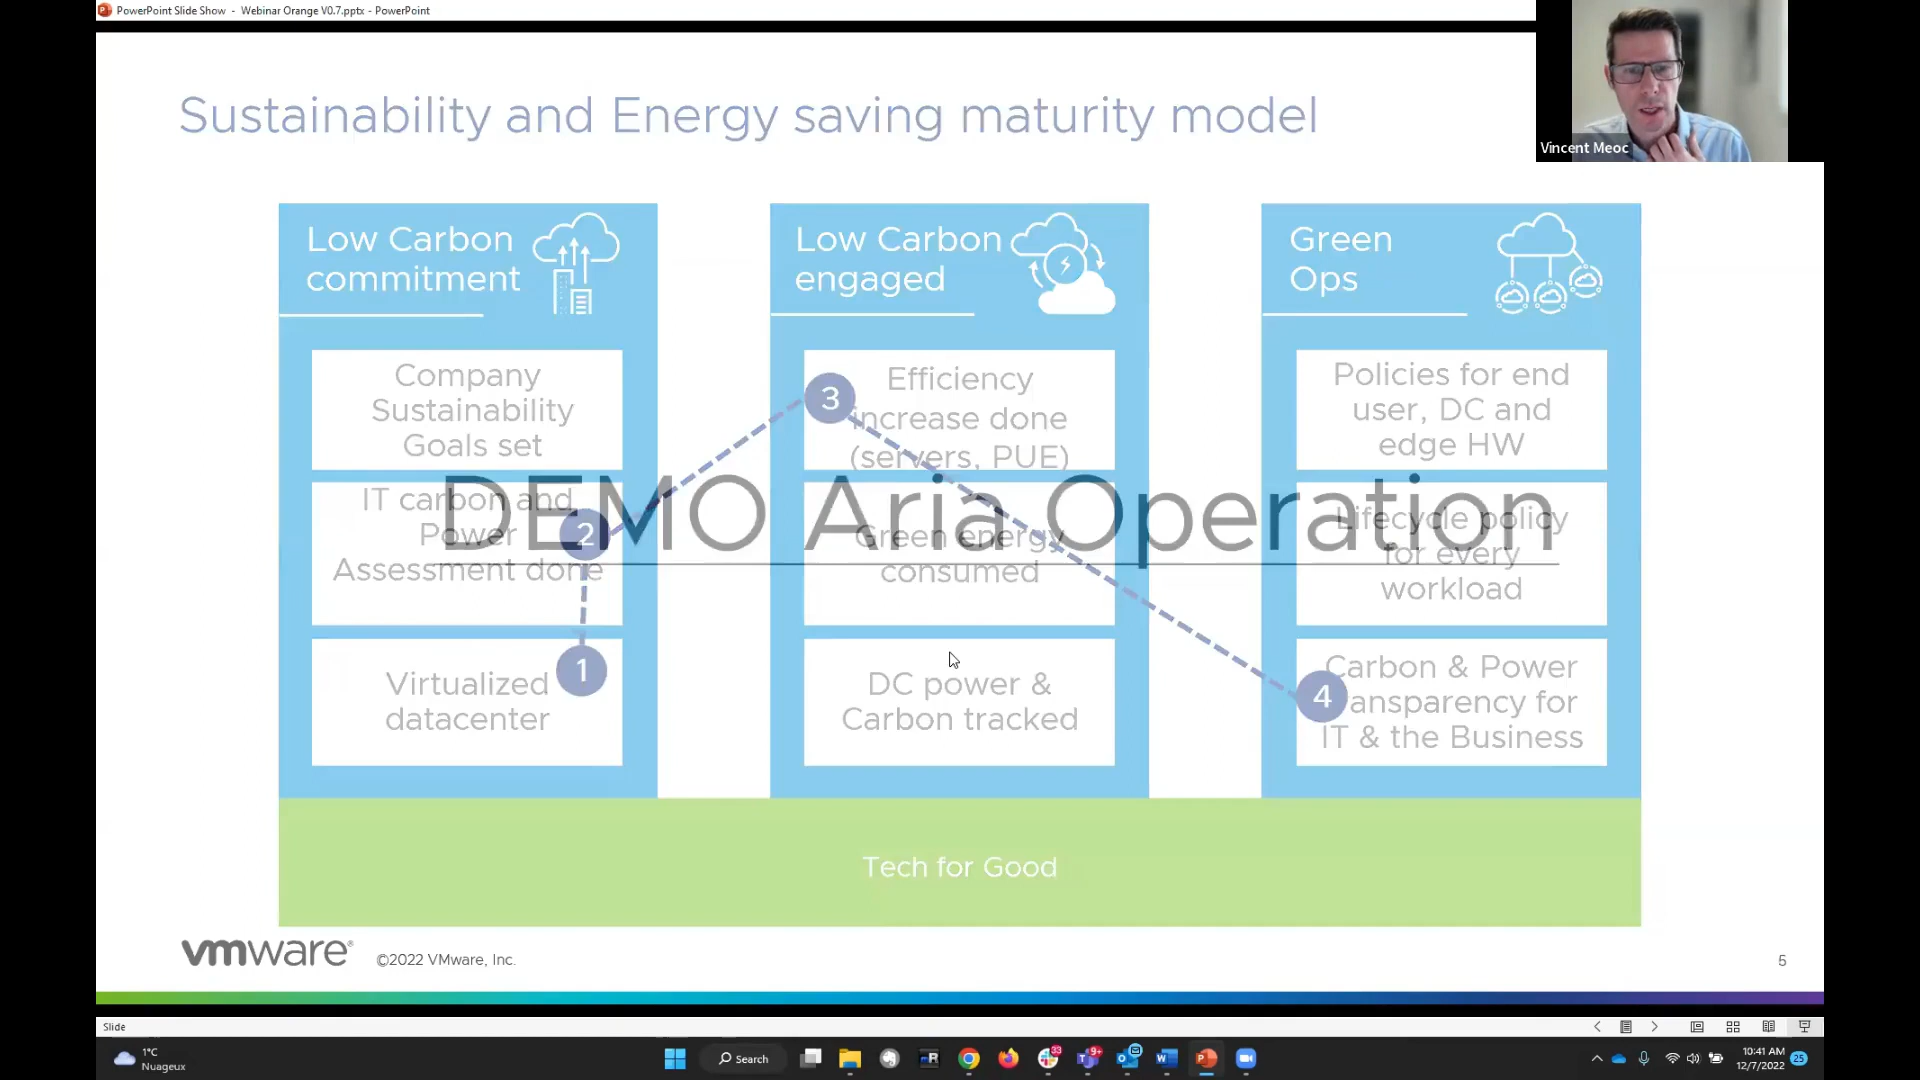 PowerPoint Slide Show - Webinar Orange V0.7.pptx - PowerPoint
Vincent Meoc
Sustainability and Energy saving maturity model
Low Carbon
commitment
Company
Sustainability
Goals set
IT carbon and
Power
Assessment done
2
Virtualized
datacenter
1
Low Carbon
engaged
3
Efficiency
increase done
(servers, PUE)
Green energy
consumed
DC power &
Carbon tracked
Green
Ops
Policies for end
user, DC and
edge HW
Lifecycle policy
for every
workload
4
Carbon & Power
ansparency for
IT & the Business
DEMO Aria Operation
Tech for Good
vmware®
©2022 VMware, Inc.
5
Slide
1°C
Nuageux
Search
33
9+
10:41 AM
12/7/2022
25